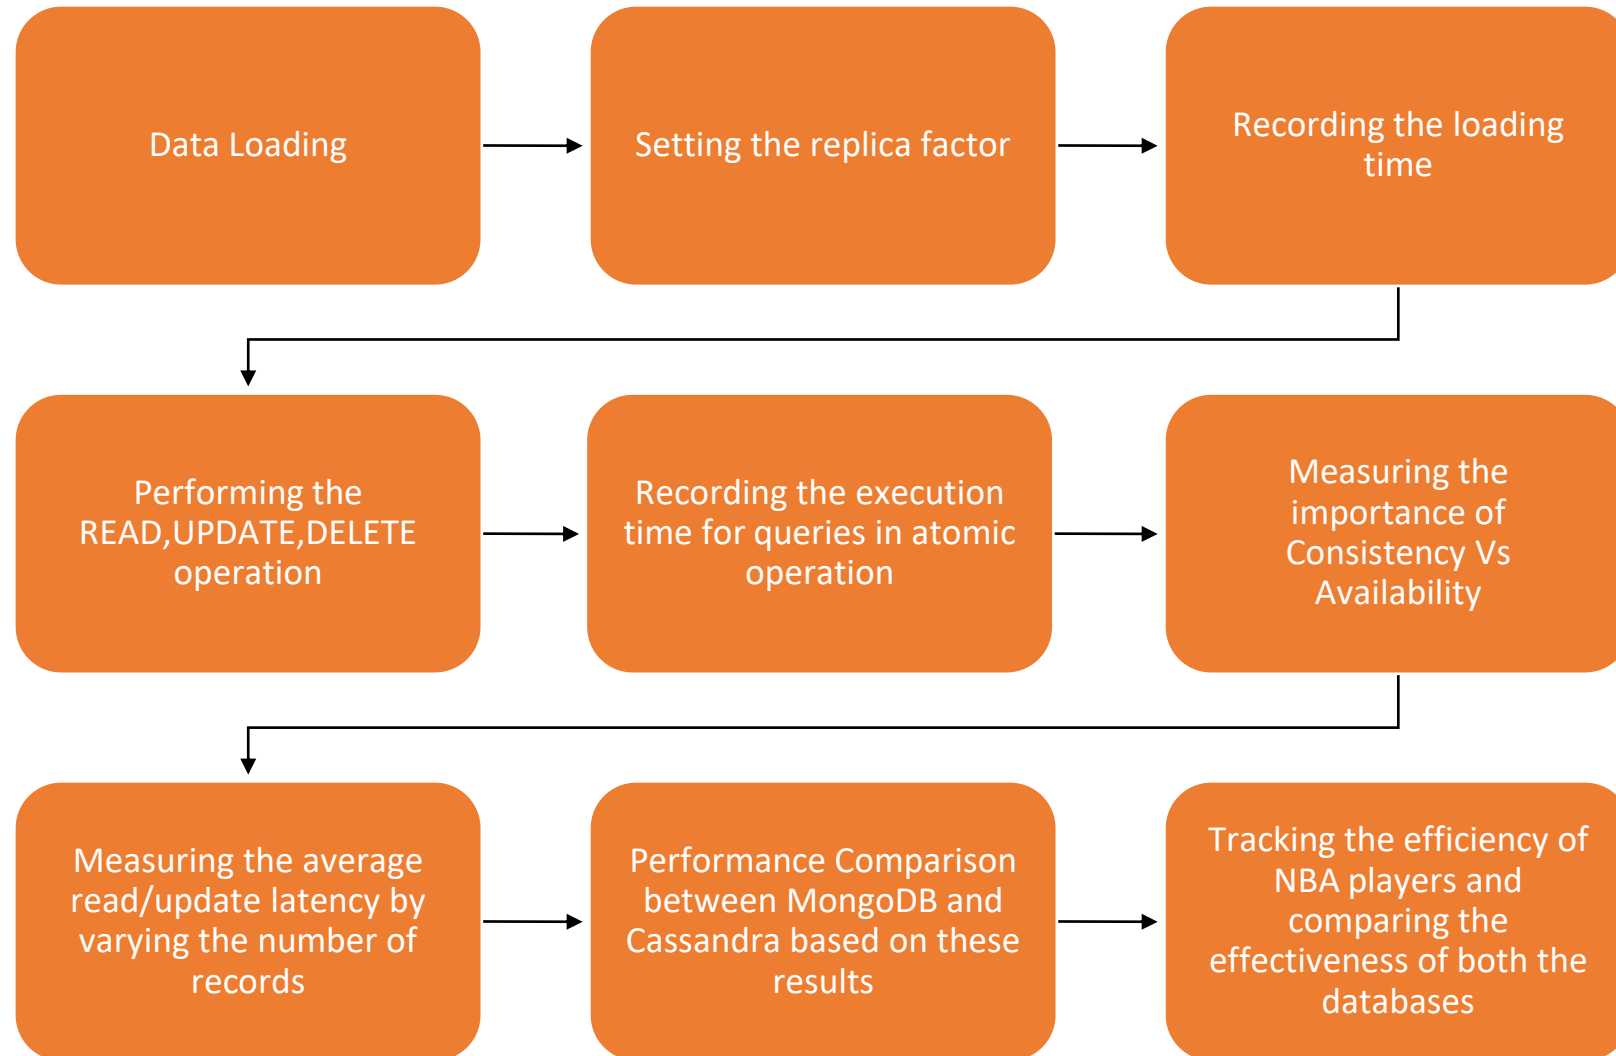 Data Loading
Setting the replica factor
Recording the loading
time
Performing the
READ,UPDATE,DELETE
operation
Recording the execution
time for queries in atomic
operation
Measuring the
importance of
Consistency Vs
Availability
Measuring the average
read/update latency by
varying the number of
records
Performance Comparison
between MongoDB and
Cassandra based on these
results
Tracking the efficiency of
NBA players and
comparing the
effectiveness of both the
databases